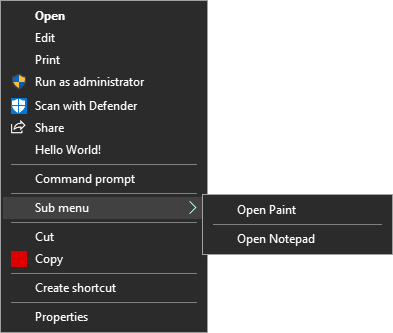 Open
Edit
Print
Run as administrator
Scan with Defender
Share
Hello World!
Command prompt
Sub menu
Open Paint
Open Notepad
Cut
Copy
Create shortcut
Properties